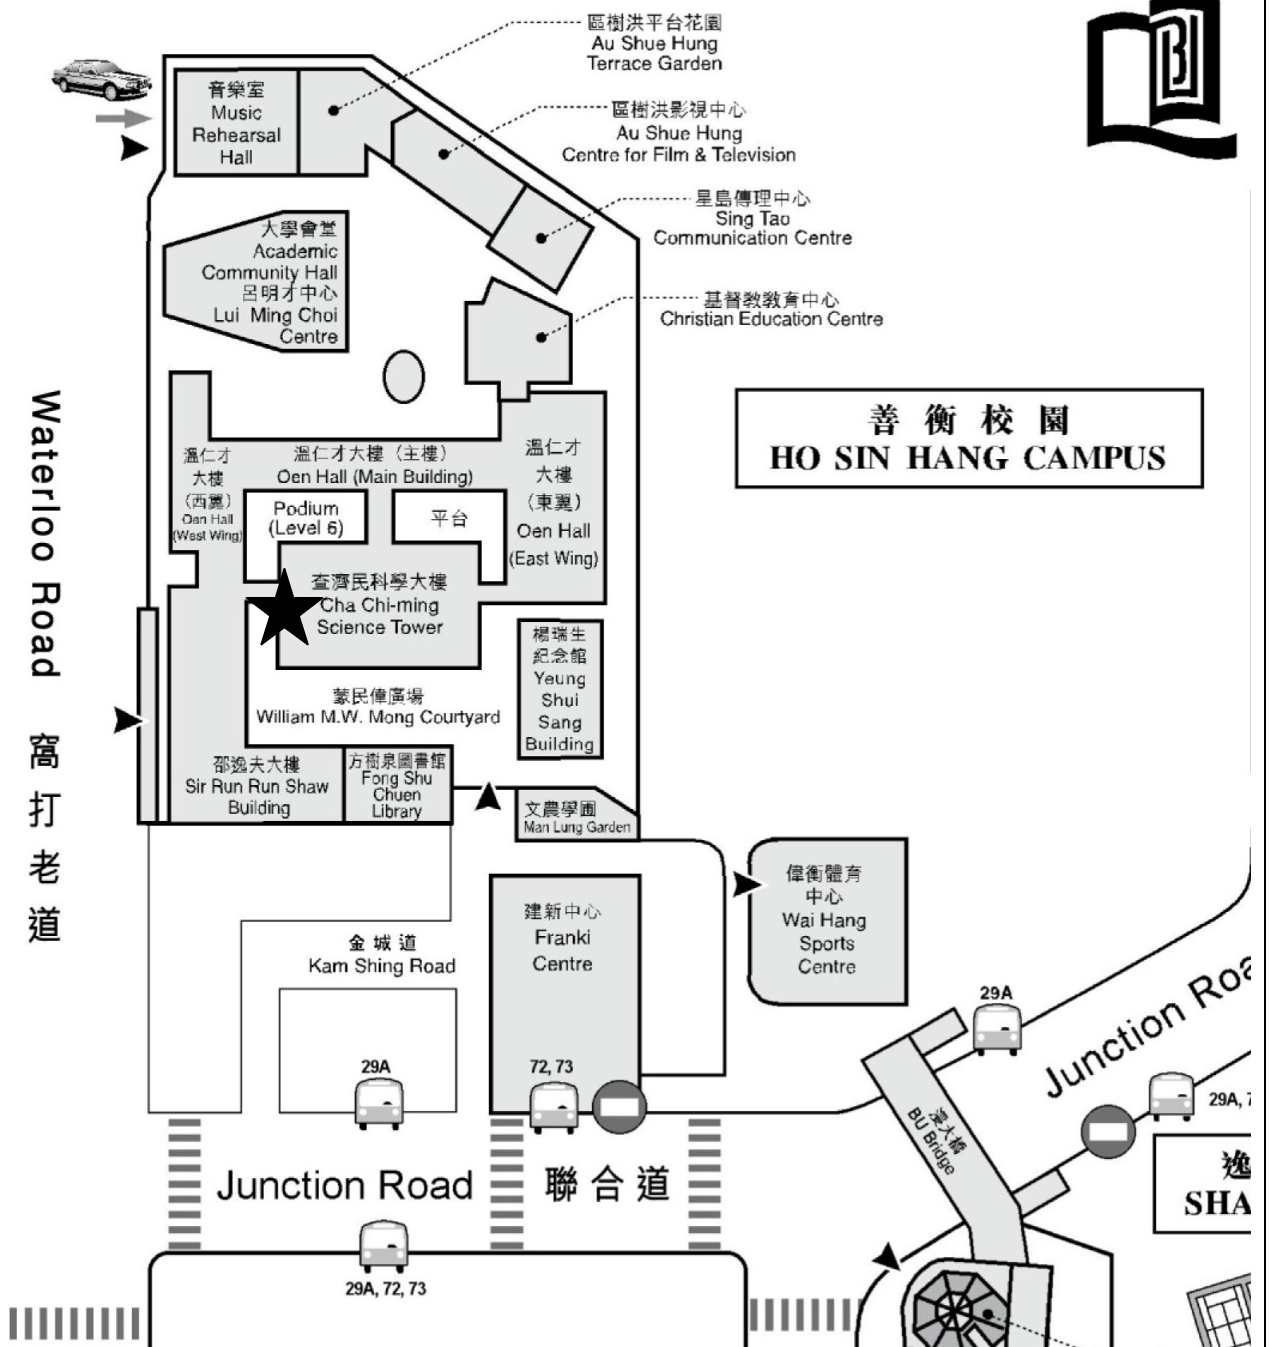 區樹洪平台花園
Au Shue Hung
Terrace Garden
音樂室
Music
Rehearsal
Hall
區樹洪影視中心
Au Shue Hung
Centre for Film & Television
星島傳理中心
Sing Tao
Communication Centre
大學會堂
Academic
Community Hall
呂明才中心
Lui Ming Choi
Centre
基督教教育中心
Christian Education Centre
善衡校園
HO SIN HANG CAMPUS
Waterloo Road 窩打老道
溫仁才
大樓
(西翼)
Oen Hall
(West Wing)
溫仁才大樓 (主樓)
Oen Hall (Main Building)
溫仁才
大樓
(東翼)
Oen Hall
(East Wing)
Podium
(Level 6)
平台
查濟民科學大樓
Cha Chi-ming
Science Tower
楊瑞生
紀念館
Yeung
Shui
Sang
Building
蒙民偉廣場
William M.W. Mong Courtyard
邵逸夫大樓
Sir Run Run Shaw
Building
方樹泉圖書館
Fong Shu
Chuen
Library
文農學圃
Man Lung Garden
偉衡體育
中心
Wai Hang
Sports
Centre
建新中心
Franki
Centre
金城道
Kam Shing Road
29A
72, 73
29A
Junction Roa
29A, 7
浸大橋
BU Bridge
Junction Road 聯合道
29A, 72, 73
逸
SHA